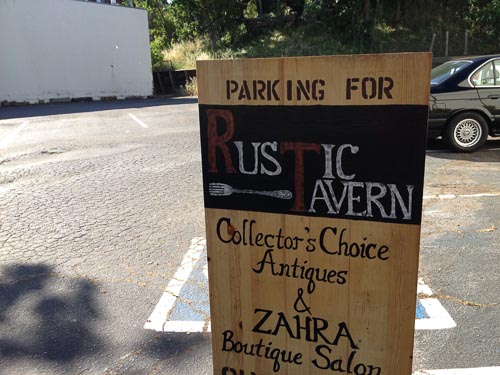 PARKING FOR
RUSTIC
TAVERN
Collector's Choice
Antiques
&
ZAHRA
Boutique Salon